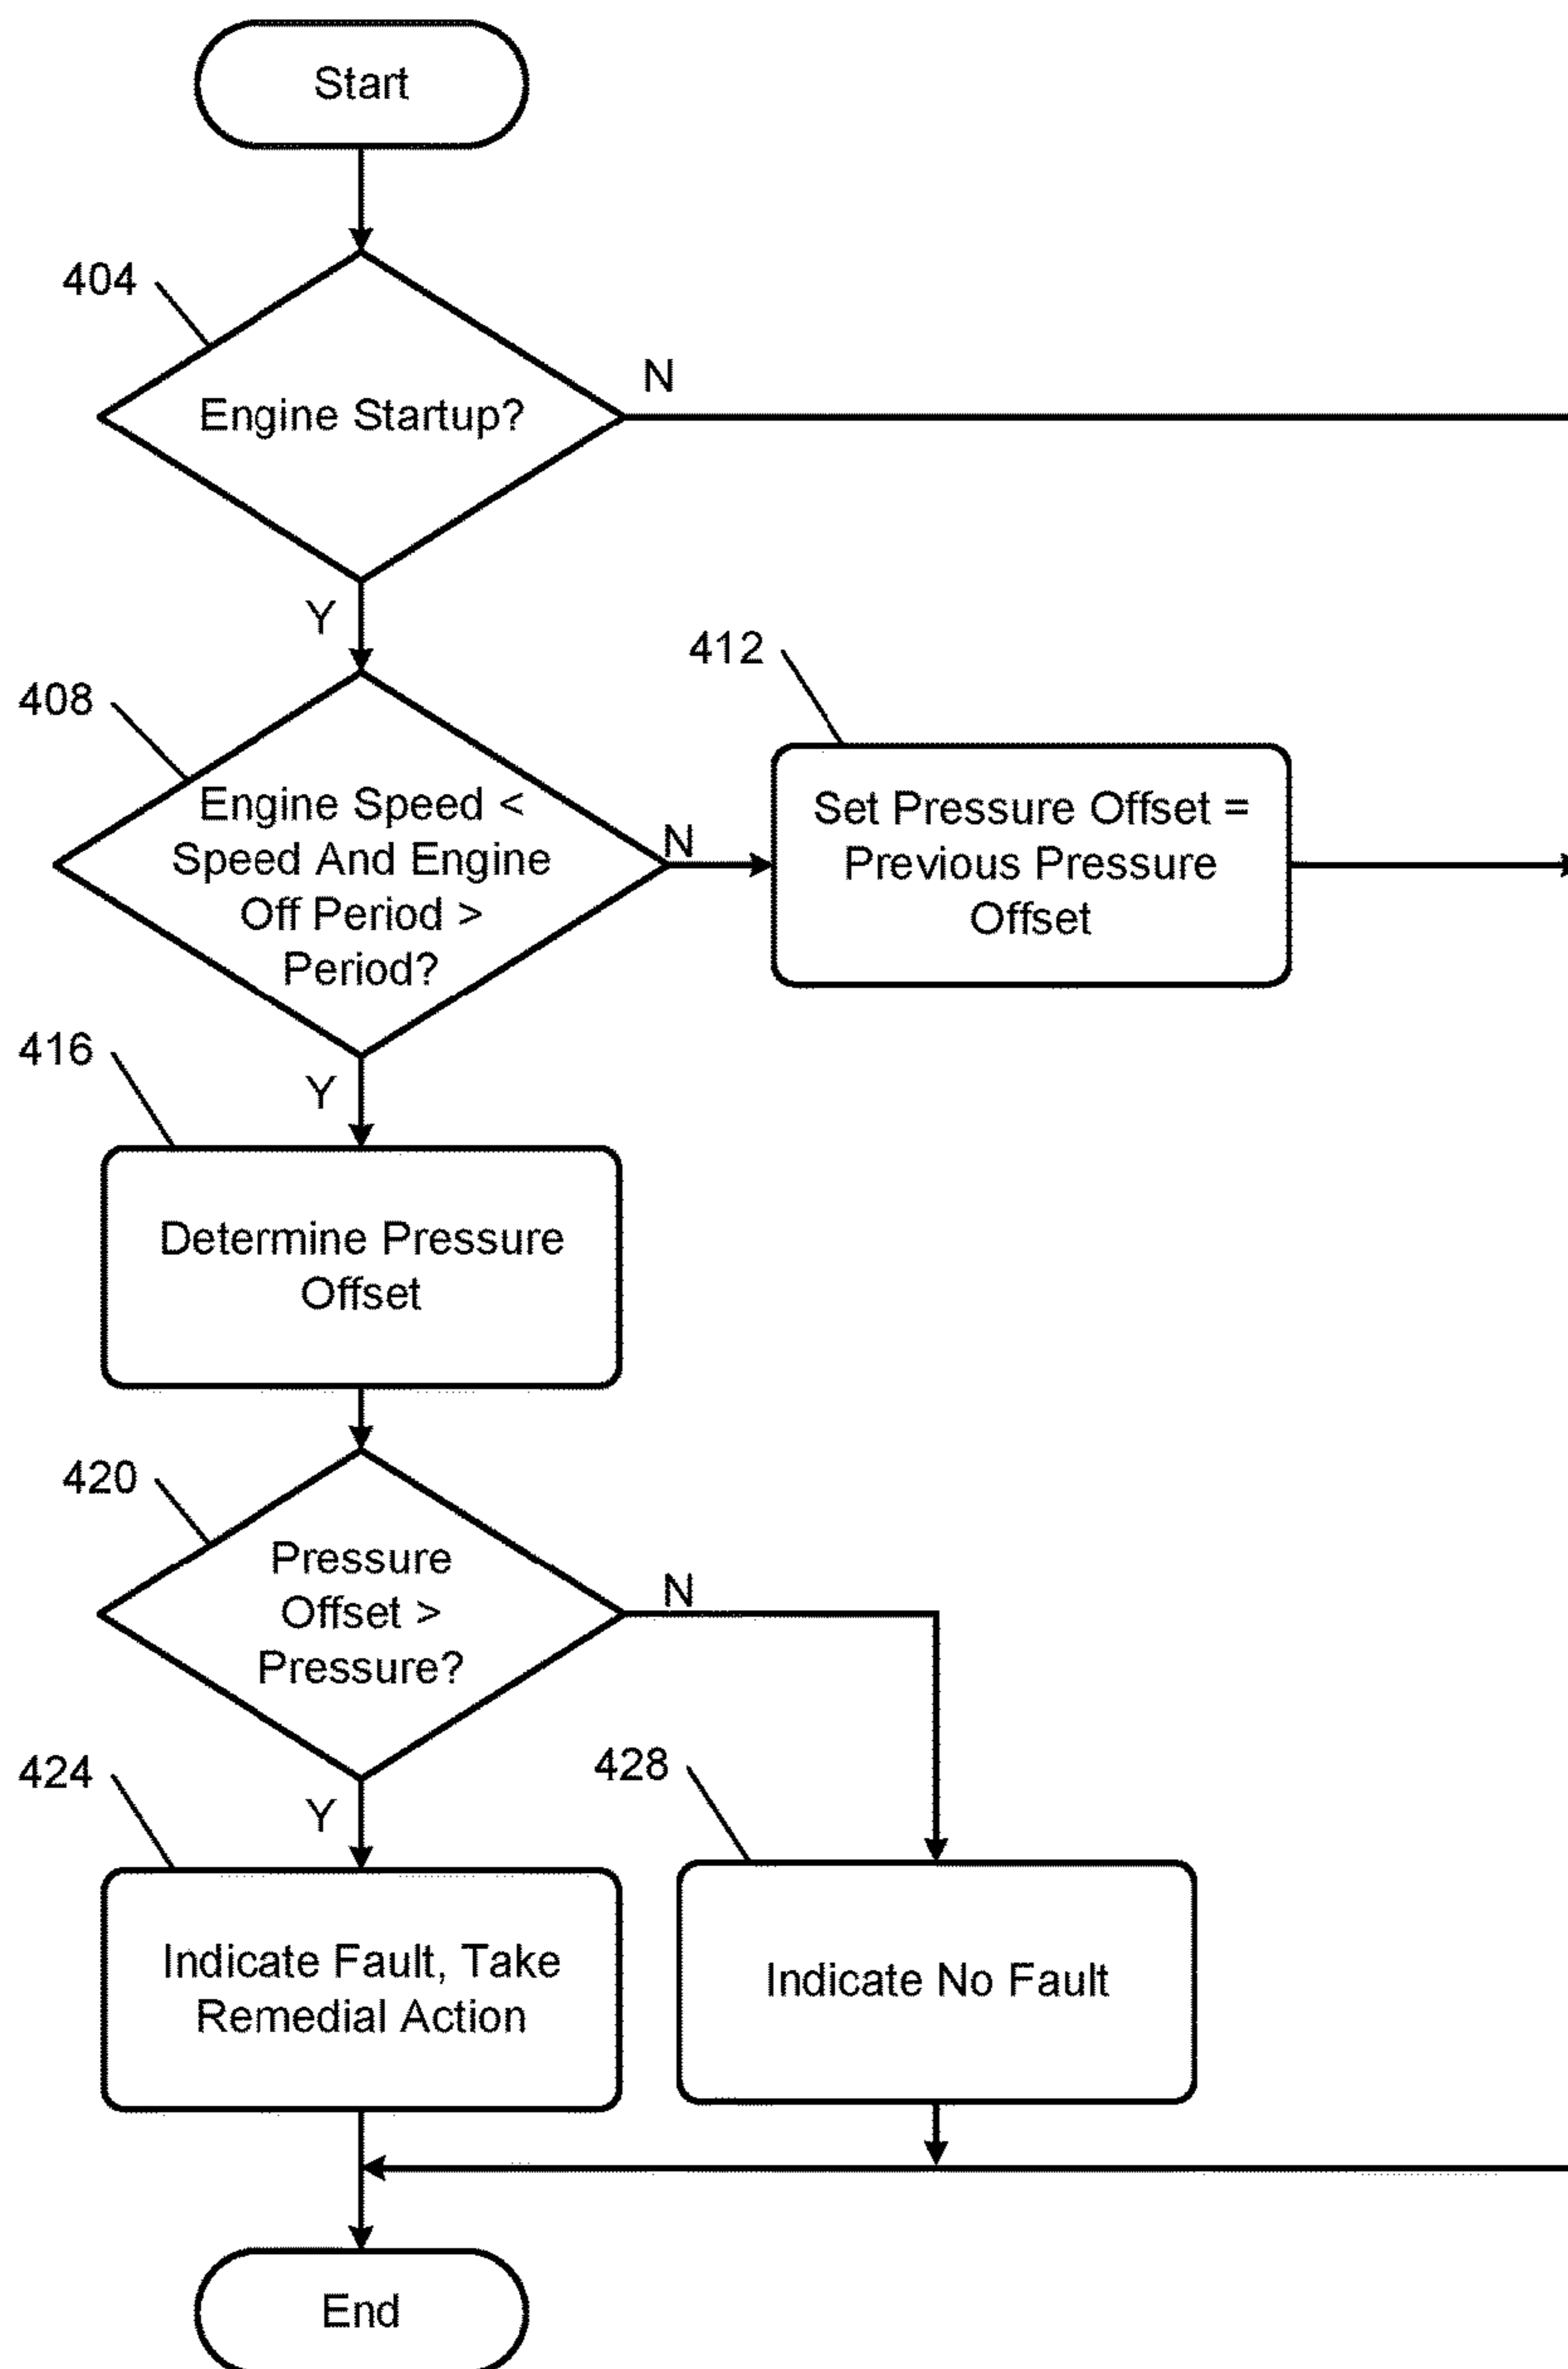 Start
404
Engine Startup?
N
Y
408
Engine Speed <
Speed And Engine
Off Period >
Period?
N
412
Set Pressure Offset =
Previous Pressure
Offset
Y
416
Determine Pressure
Offset
420
Pressure
Offset >
Pressure?
N
Y
424
Indicate Fault, Take
Remedial Action
428
Indicate No Fault
End